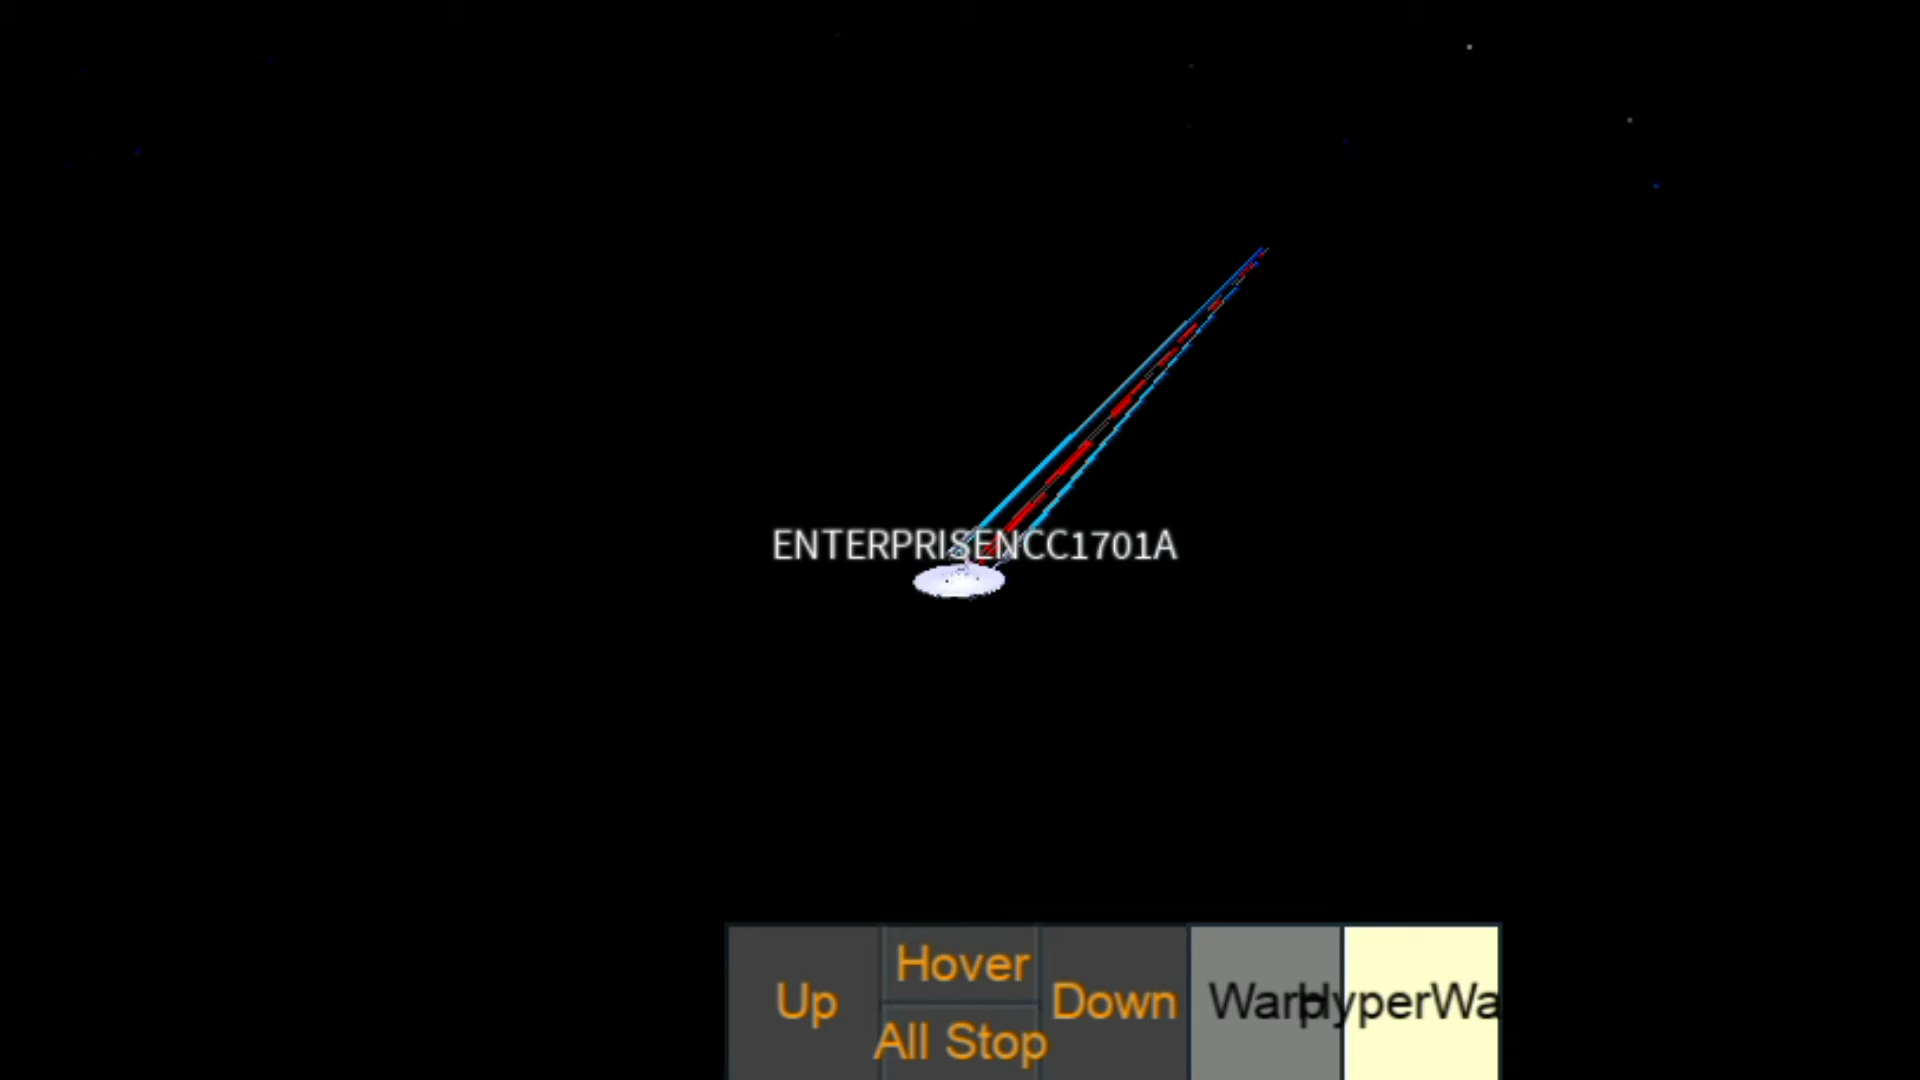 ENTERPRISENCC1701A
Up
Hover
All Stop
Down
Warp
HyperWa